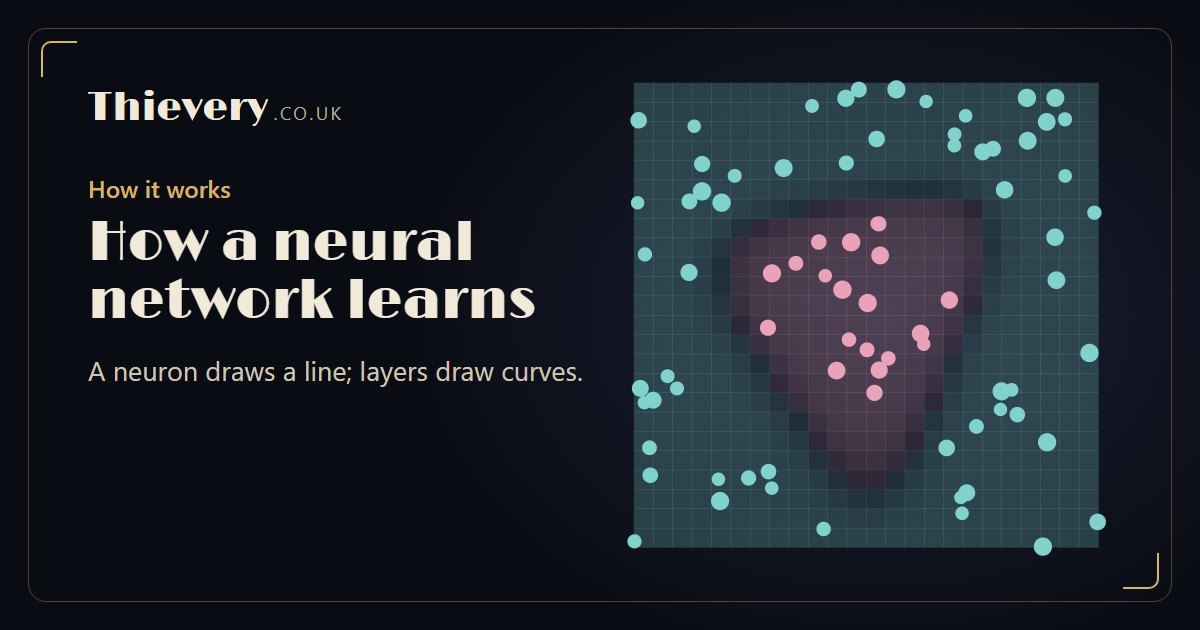 Thievery.CO.UK
How it works
How a neural
network learns
A neuron draws a line; layers draw curves.